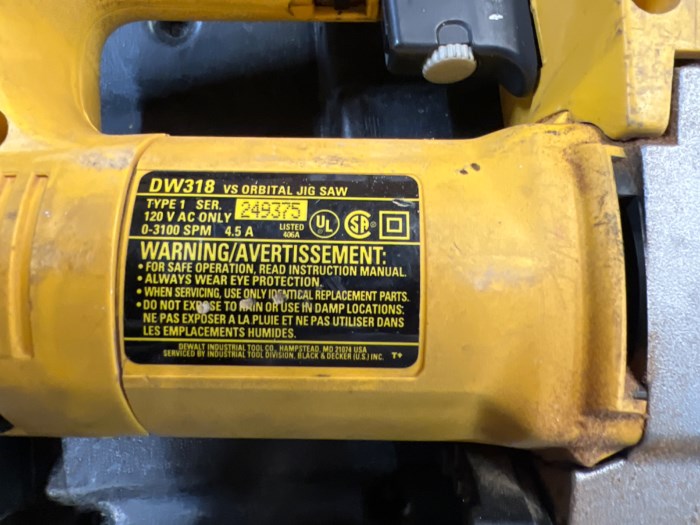 DW318 VS ORBITAL JIG SAW
TYPE 1 SER. 249375
120 V AC ONLY
0-3100 SPM 4.5 A
UL
LISTED
406A
SA
WARNING/AVERTISSEMENT:
• FOR SAFE OPERATION, READ INSTRUCTION MANUAL.
• ALWAYS WEAR EYE PROTECTION.
• WHEN SERVICING, USE ONLY IDENTICAL REPLACEMENT PARTS.
• DO NOT EXPOSE TO RAIN OR USE IN DAMP LOCATIONS:
NE PAS EXPOSER A LA PLUIE ET NE PAS UTILISER DANS
LES EMPLACEMENTS HUMIDES.
DEWALT INDUSTRIAL TOOL CO., HAMPSTEAD, MD 21074 USA
SERVICED BY INDUSTRIAL TOOL DIVISION, BLACK & DECKER (U.S.) INC.